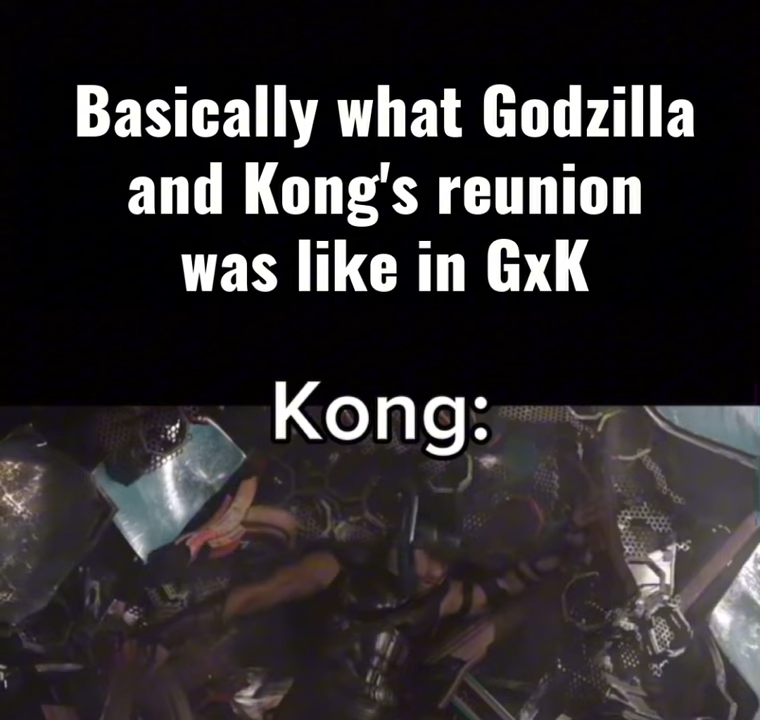 Basically what Godzilla
and Kong's reunion
was like in GxK
Kong: